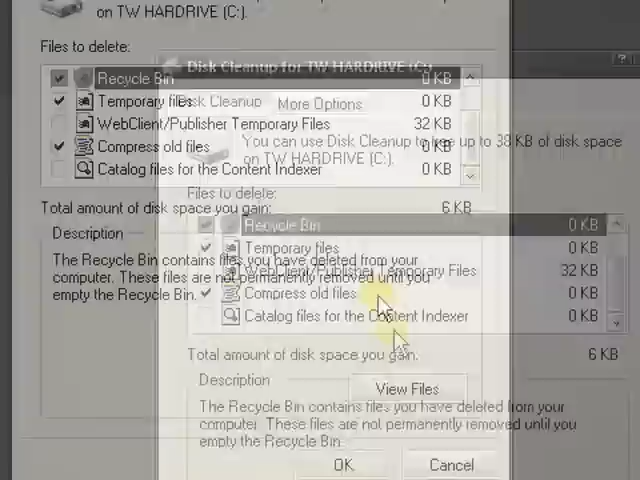 on TW HARDRIVE (C:).
Files to delete:
Recycle Bin 0 KB
Temporary files 0 KB
WebClient/Publisher Temporary Files 32 KB
Compress old files 0 KB
Catalog files for the Content Indexer 0 KB
Total amount of disk space you gain: 6 KB
Description
The Recycle Bin contains files you have deleted from your
computer. These files are not permanently removed until you
empty the Recycle Bin.
Disk Cleanup for TW HARDRIVE (C:)
Disk Cleanup More Options
You can use Disk Cleanup to free up to 38 KB of disk space
on TW HARDRIVE (C:).
Files to delete:
Recycle Bin 0 KB
Temporary files 0 KB
WebClient/Publisher Temporary Files 32 KB
Compress old files 0 KB
Catalog files for the Content Indexer 0 KB
Total amount of disk space you gain: 6 KB
Description
View Files
The Recycle Bin contains files you have deleted from your
computer. These files are not permanently removed until you
empty the Recycle Bin.
OK Cancel